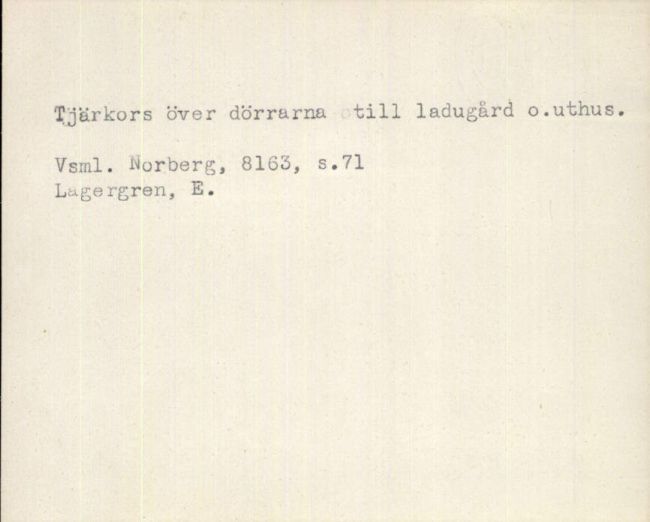 Tjärkors över dörrarna till ladugård o.uthus.
Vsml. Norberg, 8163, s.71
Lagergren, E.